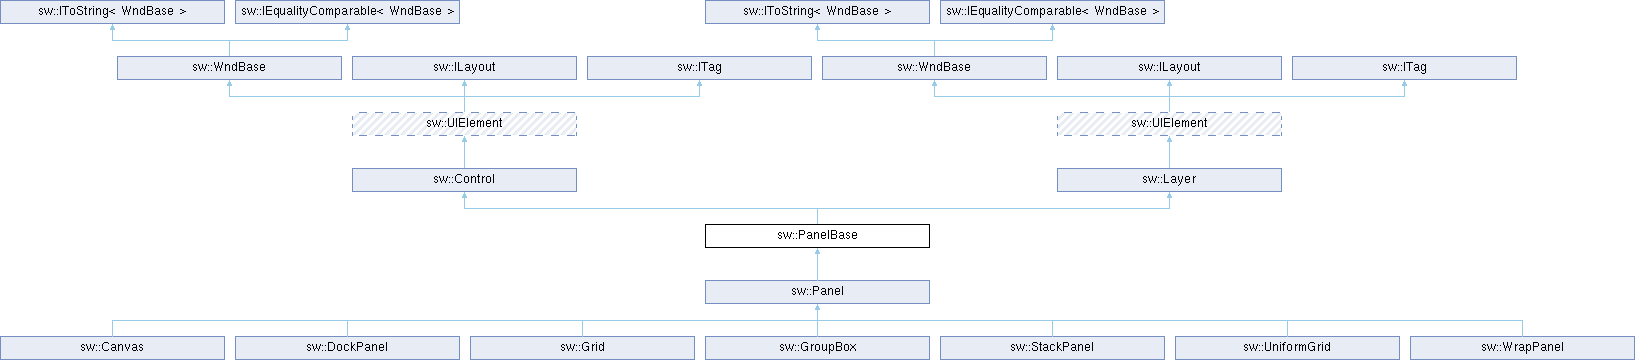 sw::IToString< WndBase >
sw::IEqualityComparable< WndBase >
sw::IToString< WndBase >
sw::IEqualityComparable< WndBase >
sw::WndBase
sw::ILayout
sw::ITag
sw::WndBase
sw::ILayout
sw::ITag
sw::UIElement
sw::UIElement
sw::Control
sw::Layer
sw::PanelBase
sw::Panel
sw::Canvas
sw::DockPanel
sw::Grid
sw::GroupBox
sw::StackPanel
sw::UniformGrid
sw::WrapPanel